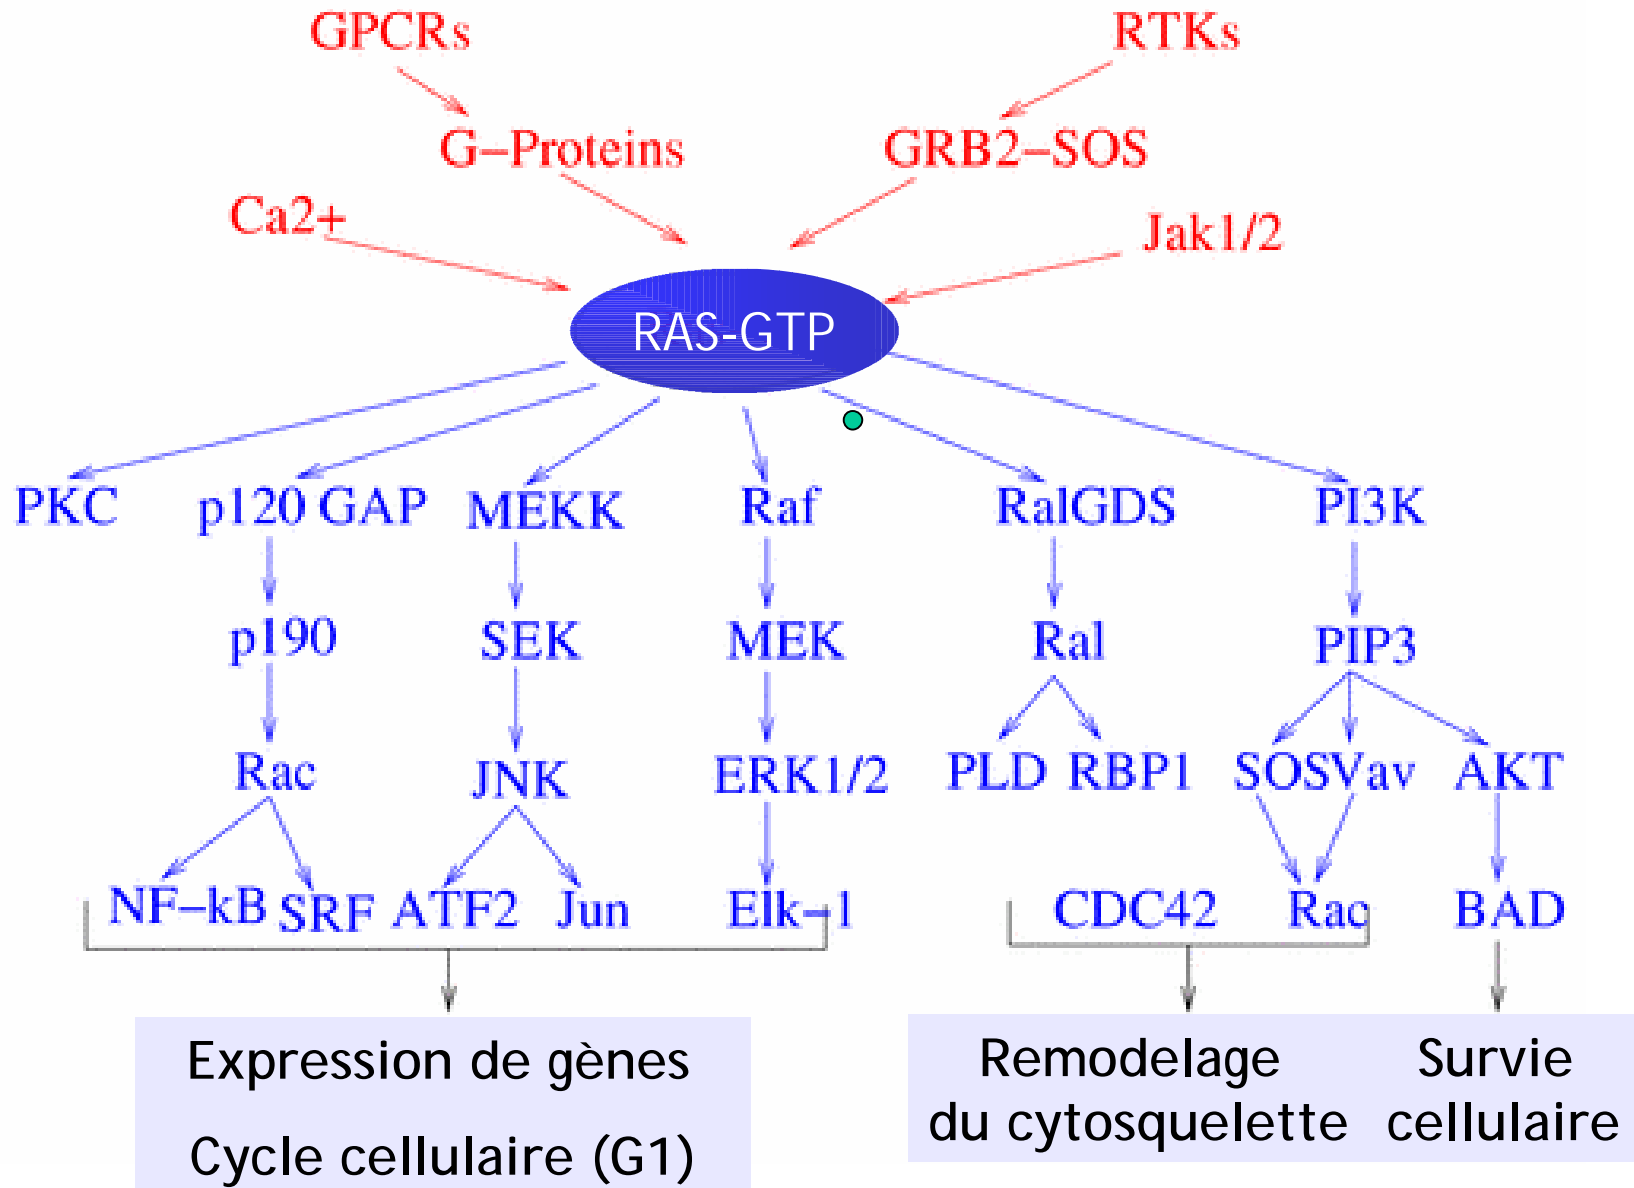 GPCRs RTKs
G–Proteins GRB2–SOS
Ca2+ Jak1/2
RAS-GTP
PKC p120 GAP MEKK Raf RalGDS PI3K
p190 SEK MEK Ral PIP3
Rac JNK ERK1/2 PLD RBP1 SOS Vav AKT
NF–kB SRF ATF2 Jun Elk–1 CDC42 Rac BAD
Expression de gènes
Cycle cellulaire (G1)
Remodelage
du cytosquelette
Survie
cellulaire